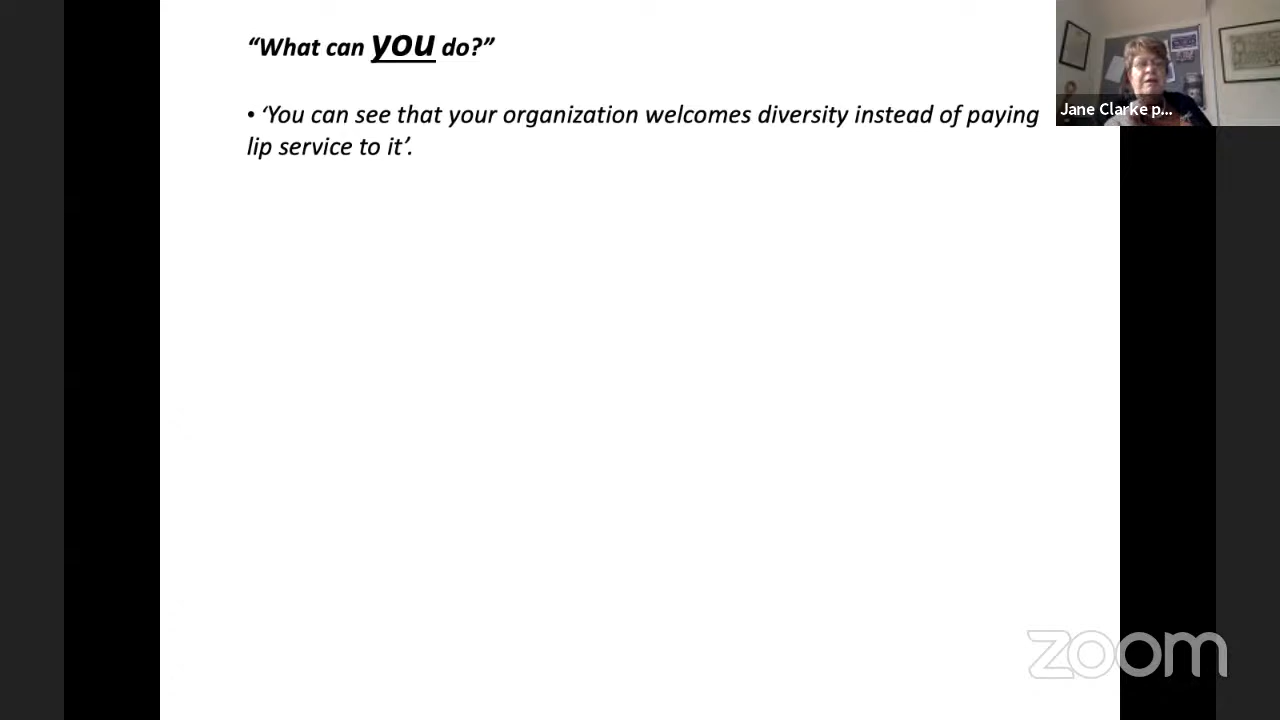 “What can you do?”
• ‘You can see that your organization welcomes diversity instead of paying
lip service to it’.
Jane Clarke p...
zoom